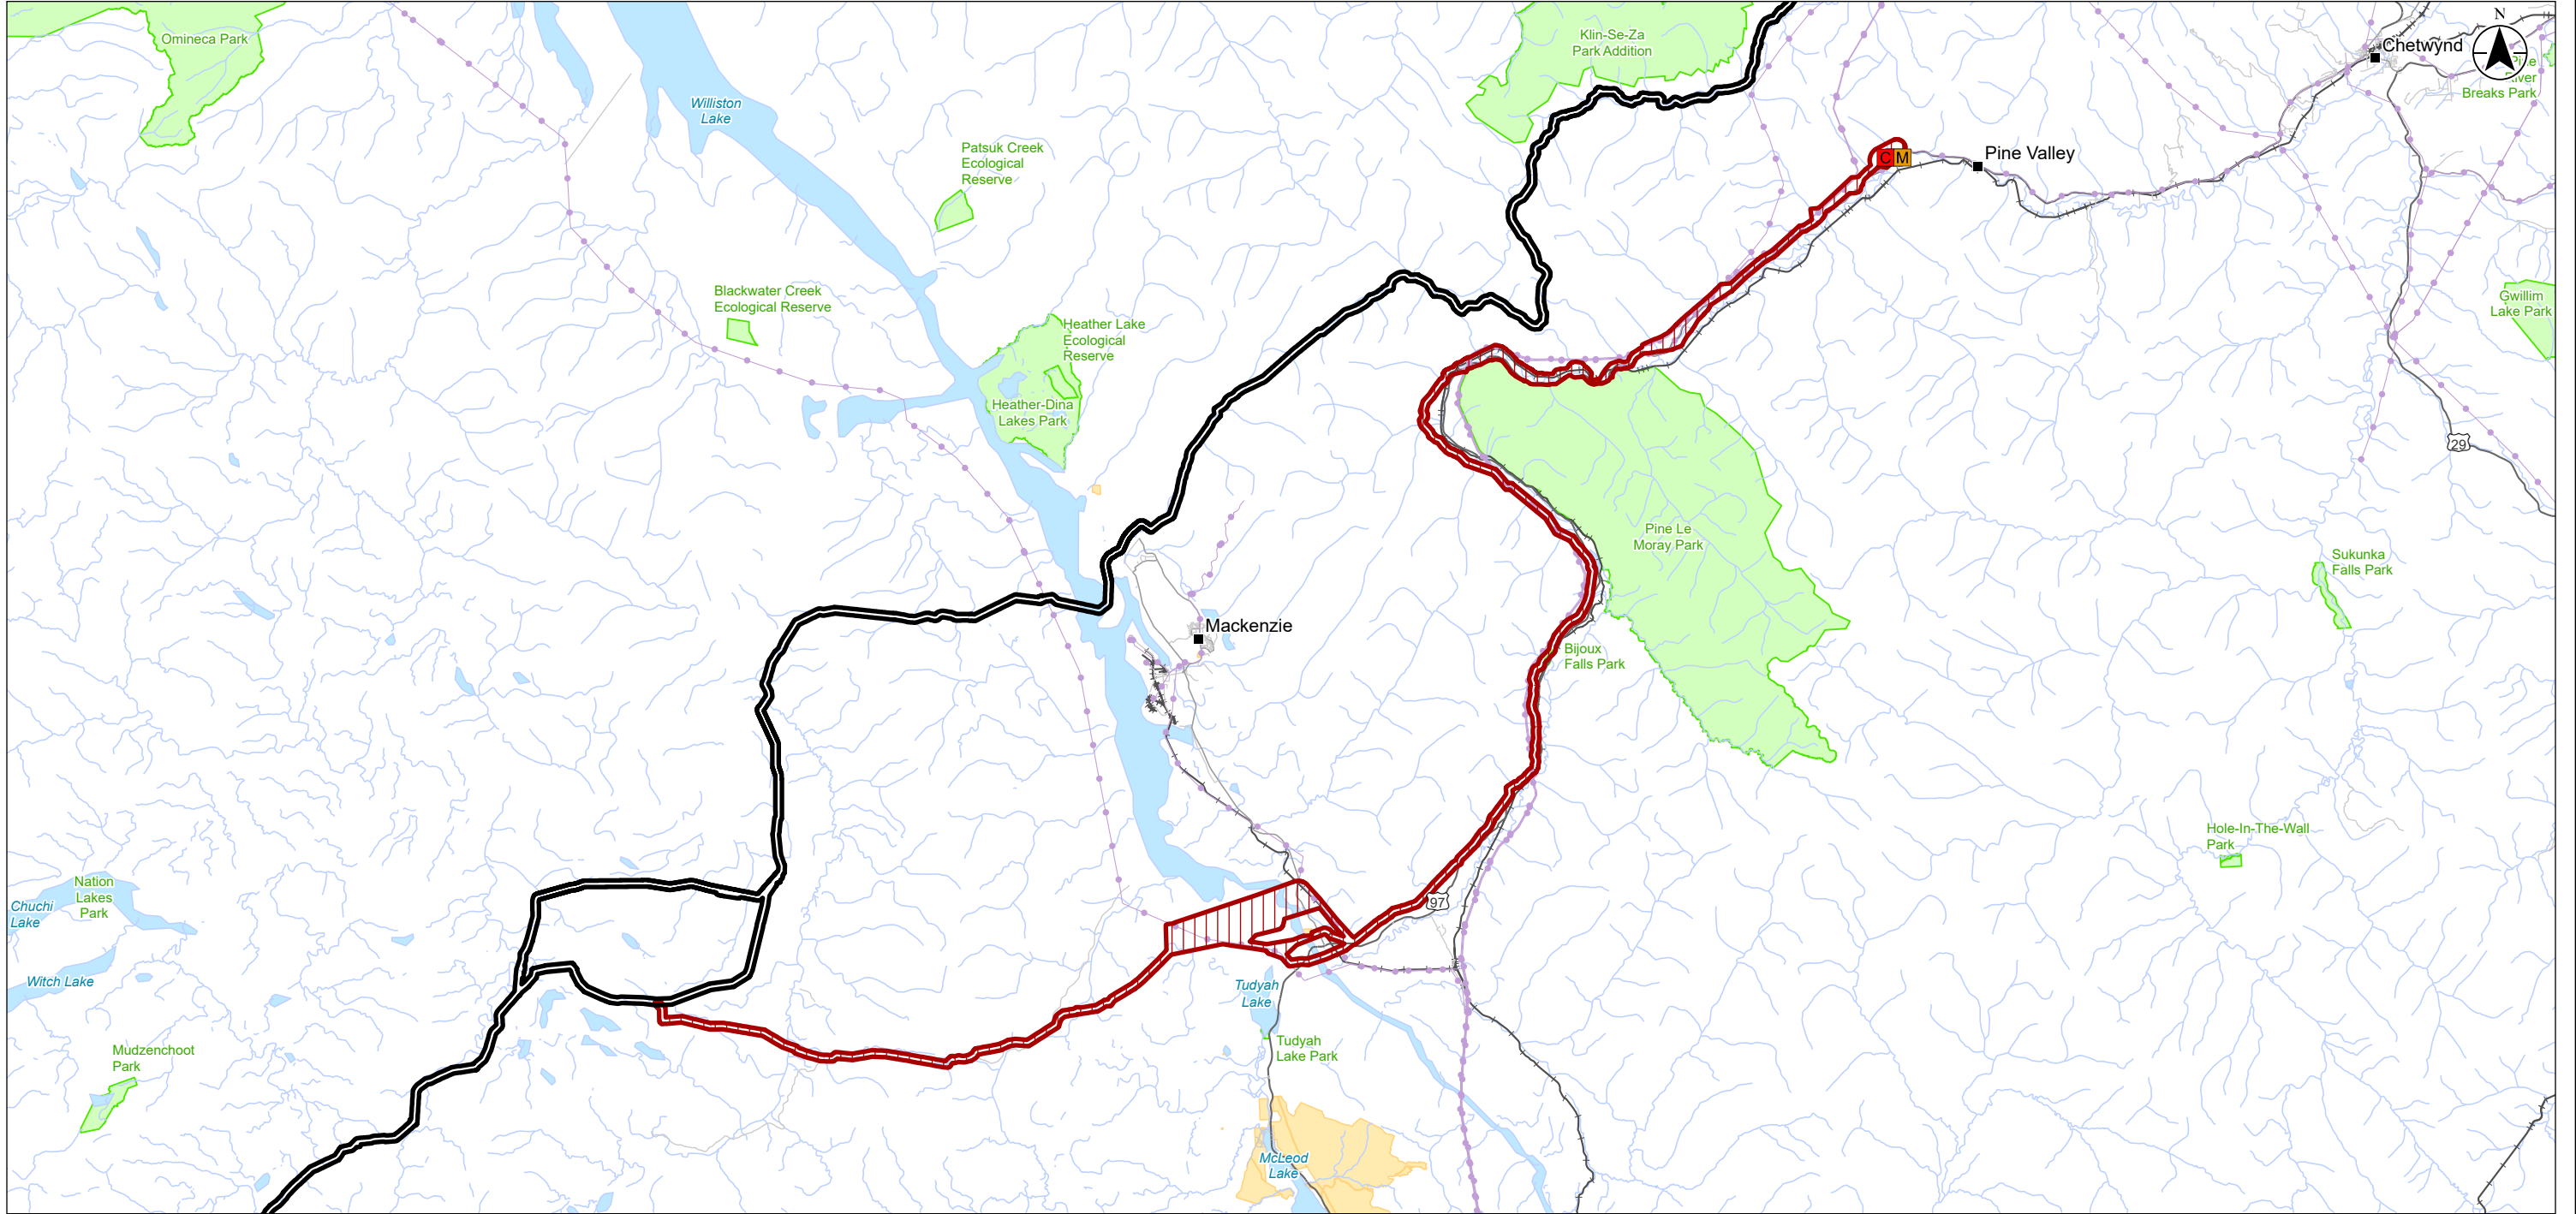 Omineca Park
Williston
Lake
Klin-Se-Za
Park Addition
N
Chetwynd
Pine
River
Breaks Park
Patsuk Creek
Ecological
Reserve
C M
Pine Valley
Blackwater Creek
Ecological Reserve
Heather Lake
Ecological
Reserve
Gwillim
Lake Park
Heather-Dina
Lakes Park
29
Pine Le
Moray Park
Sukunka
Falls Park
Mackenzie
Bijoux
Falls Park
Hole-In-The-Wall
Park
Nation
Lakes
Park
Chuchi
Lake
97
Witch Lake
Tudyah
Lake
Tudyah
Lake Park
Mudzenchoot
Park
McLeod
Lake